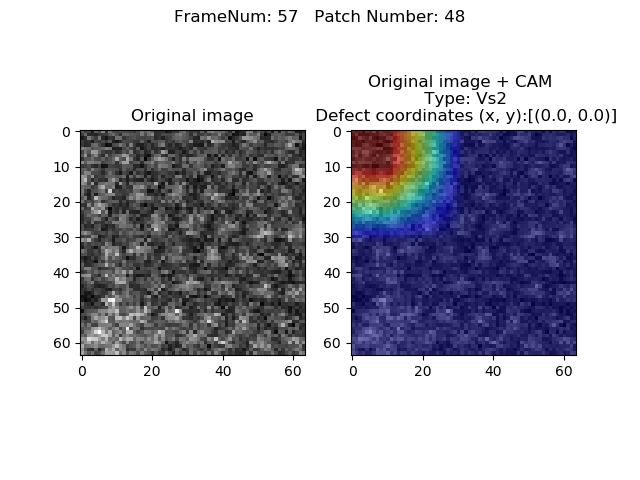 FrameNum: 57   Patch Number: 48
Original image
Original image + CAM
Type: Vs2
Defect coordinates (x, y):[(0.0, 0.0)]
0
10
20
30
40
50
60
0 20 40 60
0
10
20
30
40
50
60
0 20 40 60